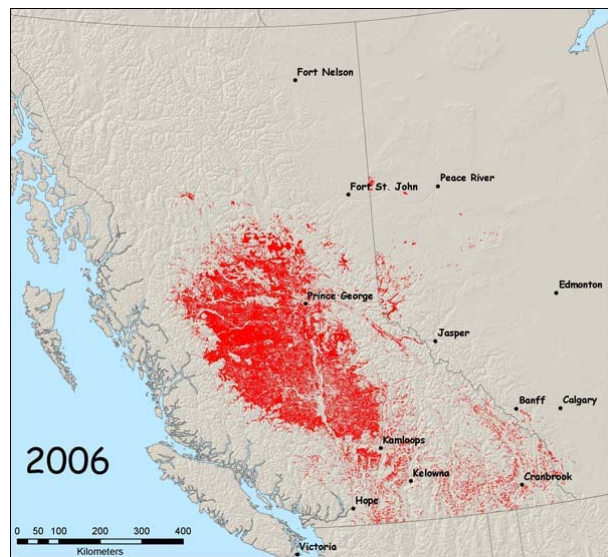 Fort Nelson
Peace River
Fort St. John
Edmonton
Prince George
Jasper
Banff
Calgary
Kamloops
2006
Kelowna
Cranbrook
Hope
0 50 100 200 300 400
Kilometers
Victoria